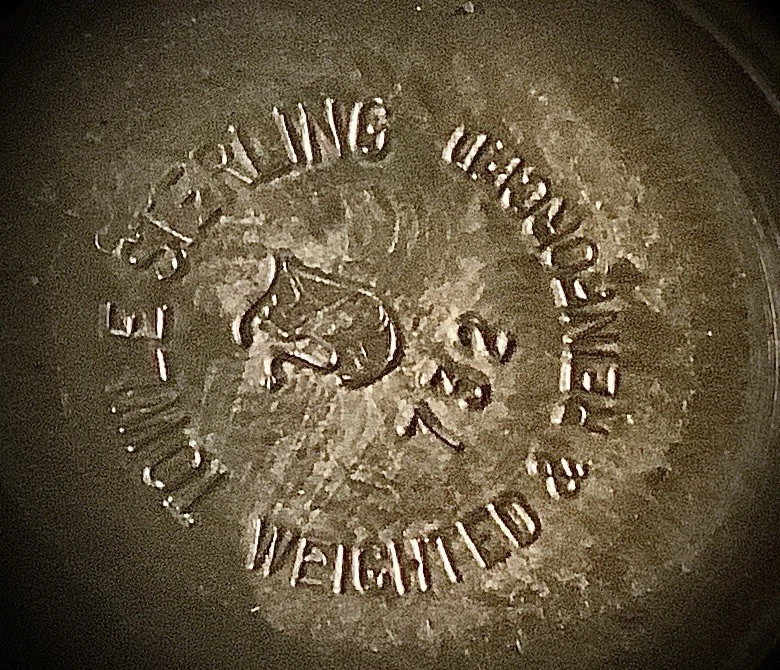 TOWLE STERLING
WEIGHTED & REINFORCED